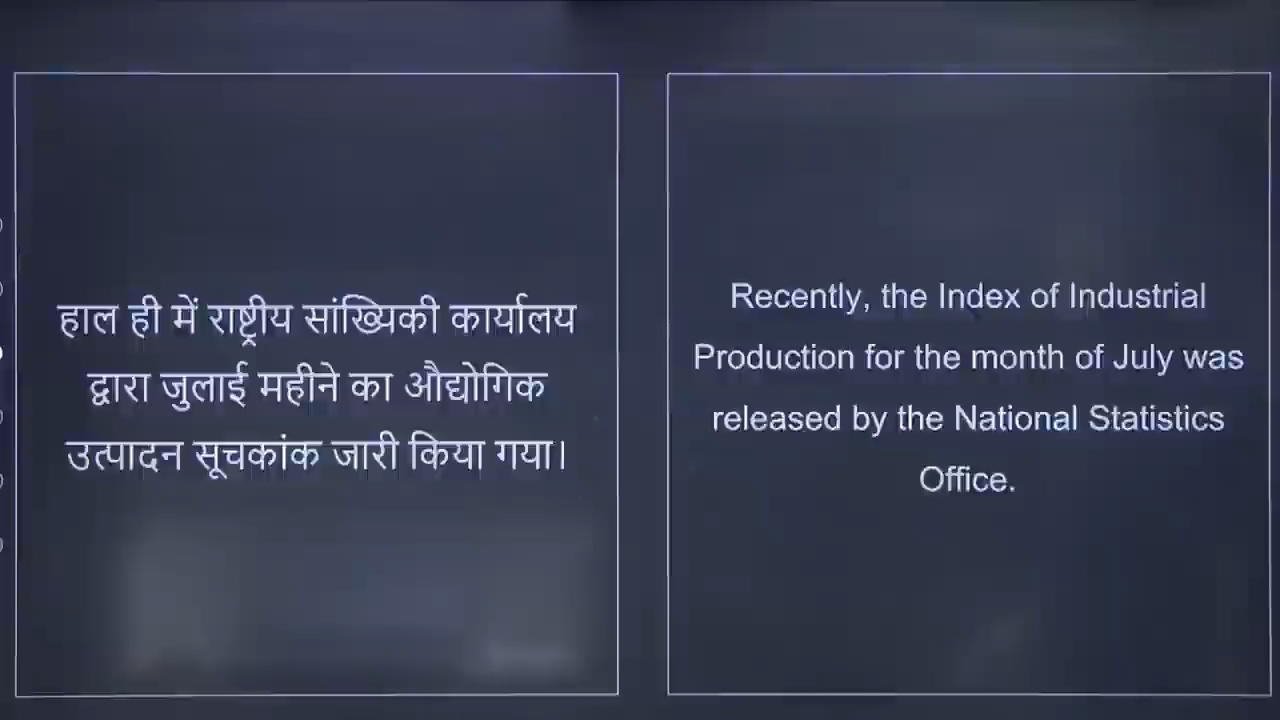 हाल ही में राष्ट्रीय सांख्यिकी कार्यालय
द्वारा जुलाई महीने का औद्योगिक
उत्पादन सूचकांक जारी किया गया।
Recently, the Index of Industrial
Production for the month of July was
released by the National Statistics
Office.